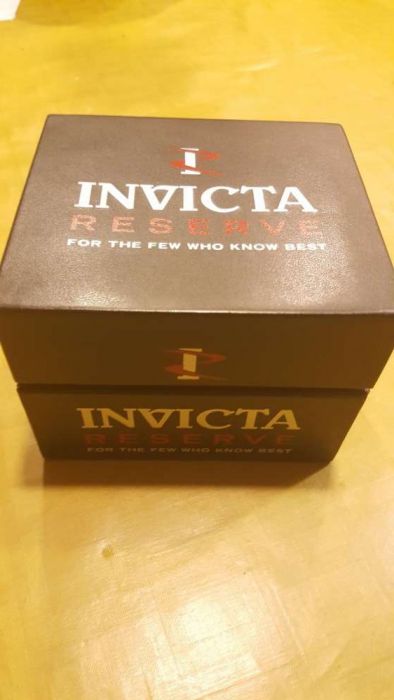 INVICTA
RESERVE
FOR THE FEW WHO KNOW BEST
INVICTA
RESERVE
FOR THE FEW WHO KNOW BEST